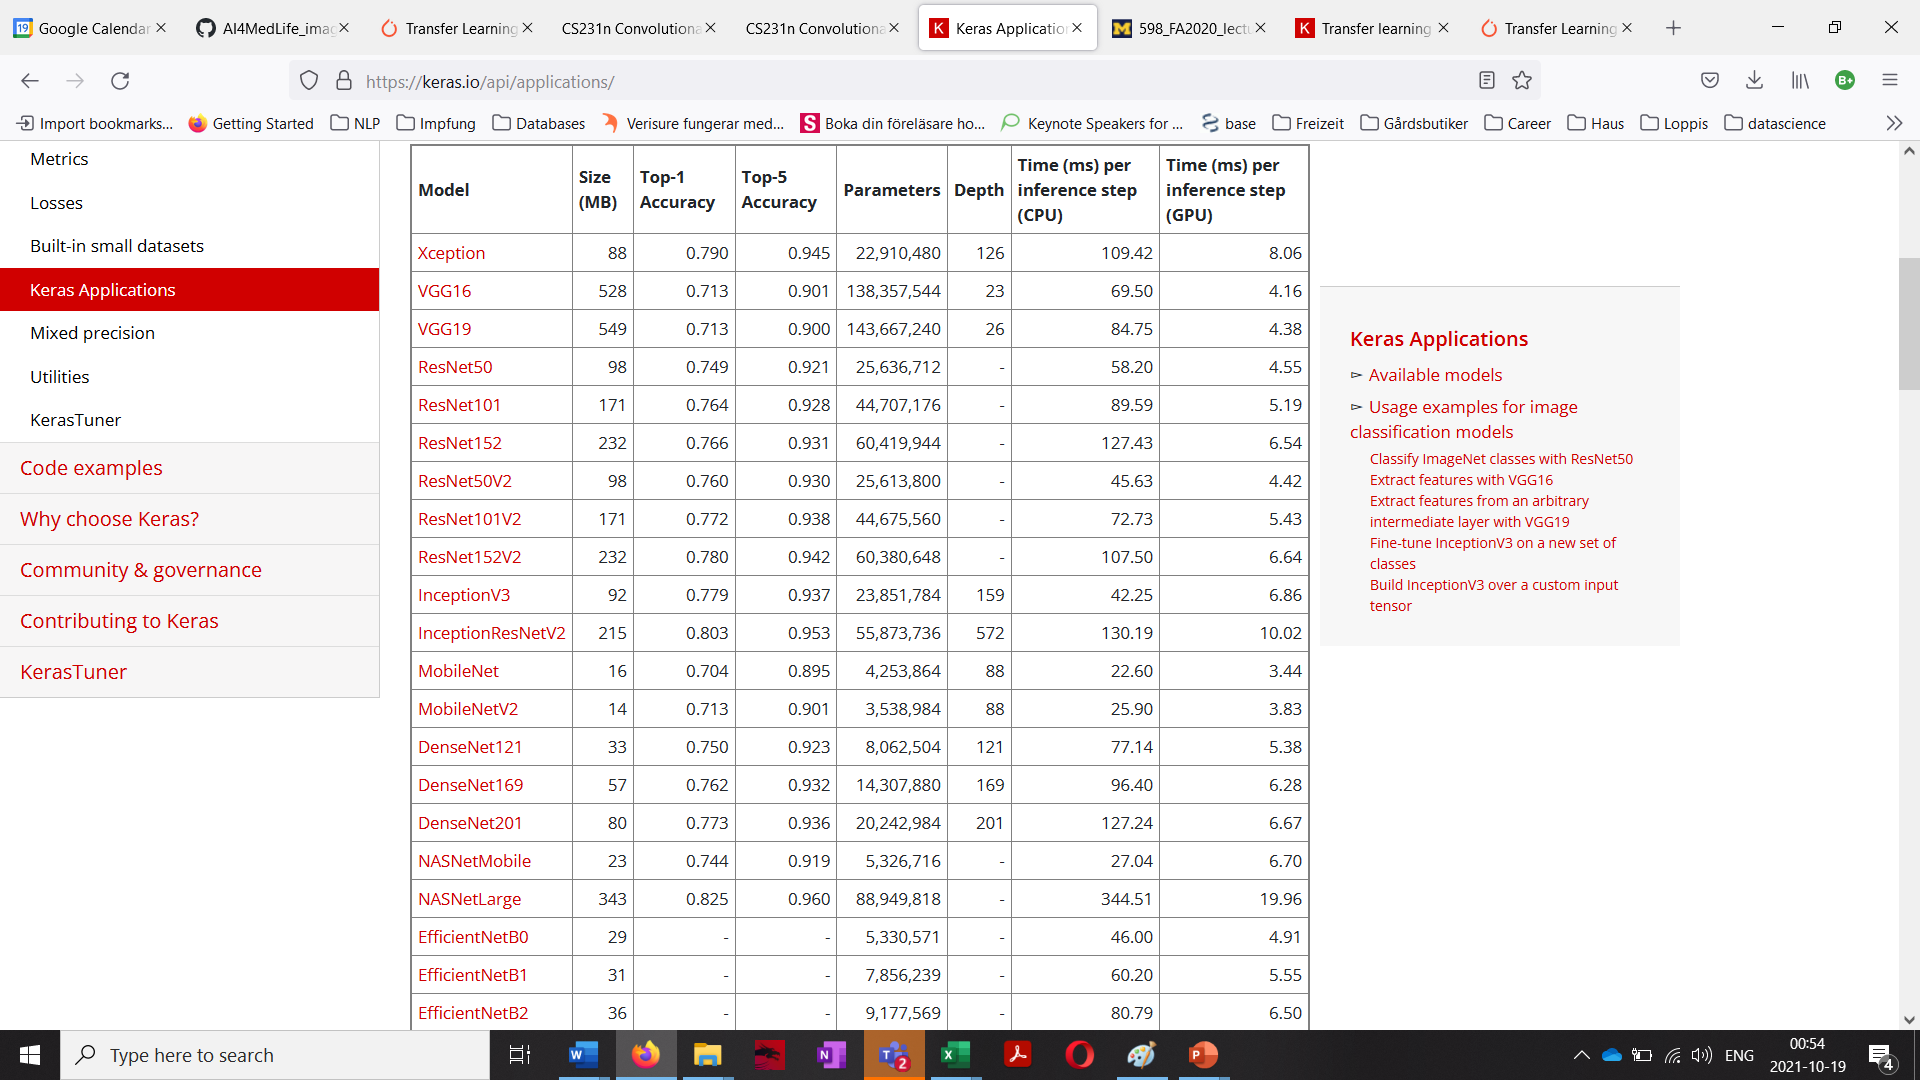 Google Calendar
AI4MedLife_imag
Transfer Learning
CS231n Convolutiona
CS231n Convolutiona
Keras Applicatio
598_FA2020_lectu
Transfer learning
Transfer Learning
https://keras.io/api/applications/
Import bookmarks... Getting Started NLP Impfung Databases Verisure fungerar med... Boka din föreläsare ho... Keynote Speakers for ... base Freizeit Gårdsbutiker Career Haus Loppis datascience
Metrics
Losses
Built-in small datasets
Keras Applications
Mixed precision
Utilities
KerasTuner
Code examples
Why choose Keras?
Community & governance
Contributing to Keras
KerasTuner
Model Size (MB) Top-1 Accuracy Top-5 Accuracy Parameters Depth Time (ms) per inference step (CPU) Time (ms) per inference step (GPU)
Xception 88 0.790 0.945 22,910,480 126 109.42 8.06
VGG16 528 0.713 0.901 138,357,544 23 69.50 4.16
VGG19 549 0.713 0.900 143,667,240 26 84.75 4.38
ResNet50 98 0.749 0.921 25,636,712 - 58.20 4.55
ResNet101 171 0.764 0.928 44,707,176 - 89.59 5.19
ResNet152 232 0.766 0.931 60,419,944 - 127.43 6.54
ResNet50V2 98 0.760 0.930 25,613,800 - 45.63 4.42
ResNet101V2 171 0.772 0.938 44,675,560 - 72.73 5.43
ResNet152V2 232 0.780 0.942 60,380,648 - 107.50 6.64
InceptionV3 92 0.779 0.937 23,851,784 159 42.25 6.86
InceptionResNetV2 215 0.803 0.953 55,873,736 572 130.19 10.02
MobileNet 16 0.704 0.895 4,253,864 88 22.60 3.44
MobileNetV2 14 0.713 0.901 3,538,984 88 25.90 3.83
DenseNet121 33 0.750 0.923 8,062,504 121 77.14 5.38
DenseNet169 57 0.762 0.932 14,307,880 169 96.40 6.28
DenseNet201 80 0.773 0.936 20,242,984 201 127.24 6.67
NASNetMobile 23 0.744 0.919 5,326,716 - 27.04 6.70
NASNetLarge 343 0.825 0.960 88,949,818 - 344.51 19.96
EfficientNetB0 29 - - 5,330,571 - 46.00 4.91
EfficientNetB1 31 - - 7,856,239 - 60.20 5.55
EfficientNetB2 36 - - 9,177,569 - 80.79 6.50
Keras Applications
► Available models
► Usage examples for image
classification models
Classify ImageNet classes with ResNet50
Extract features with VGG16
Extract features from an arbitrary
intermediate layer with VGG19
Fine-tune InceptionV3 on a new set of
classes
Build InceptionV3 over a custom input
tensor
Type here to search
ENG
00:54
2021-10-19
4